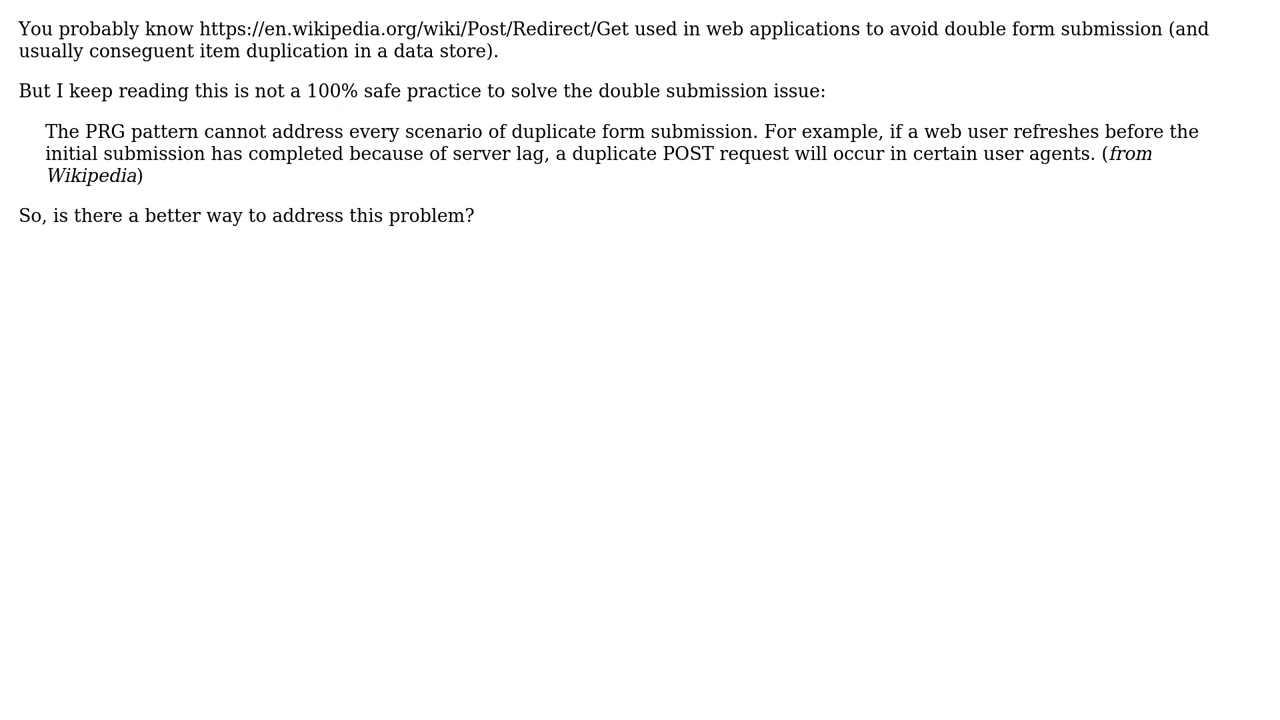 You probably know https://en.wikipedia.org/wiki/Post/Redirect/Get used in web applications to avoid double form submission (and
usually conseguent item duplication in a data store).
But I keep reading this is not a 100% safe practice to solve the double submission issue:
The PRG pattern cannot address every scenario of duplicate form submission. For example, if a web user refreshes before the
initial submission has completed because of server lag, a duplicate POST request will occur in certain user agents. (from
Wikipedia)
So, is there a better way to address this problem?